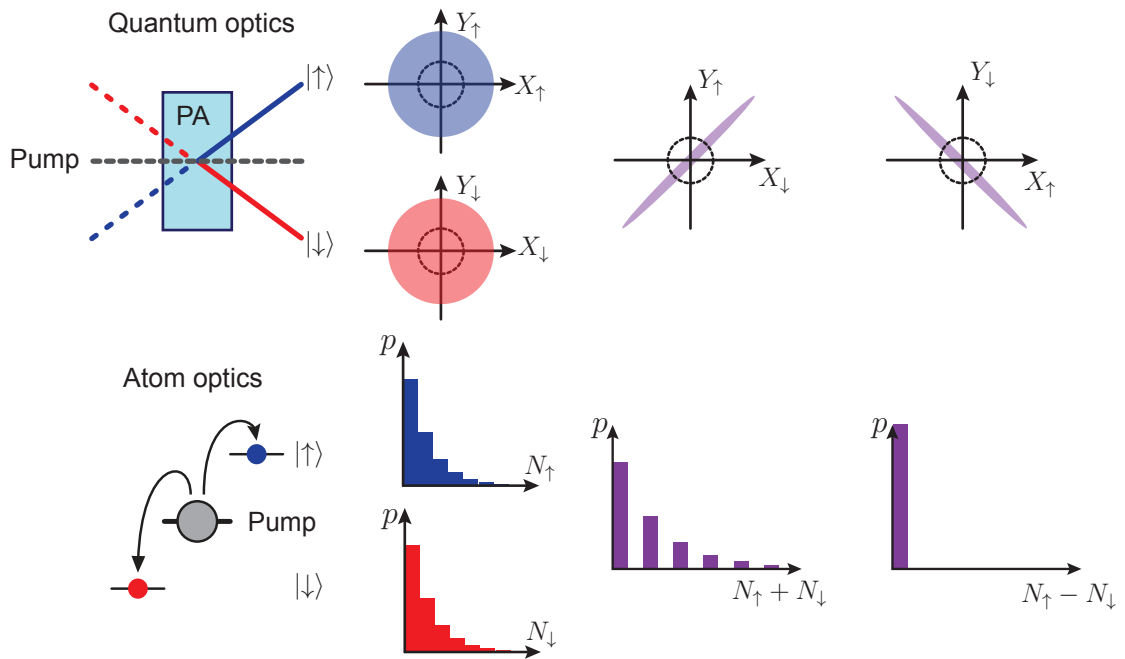 Quantum optics
PA
Pump
|↑⟩
|↓⟩
Y↑
X↑
Y↓
X↓
Y↑
X↓
Y↓
X↑
Atom optics
|↑⟩
Pump
|↓⟩
p
N↑
p
N↓
p
N↑ + N↓
p
N↑ − N↓